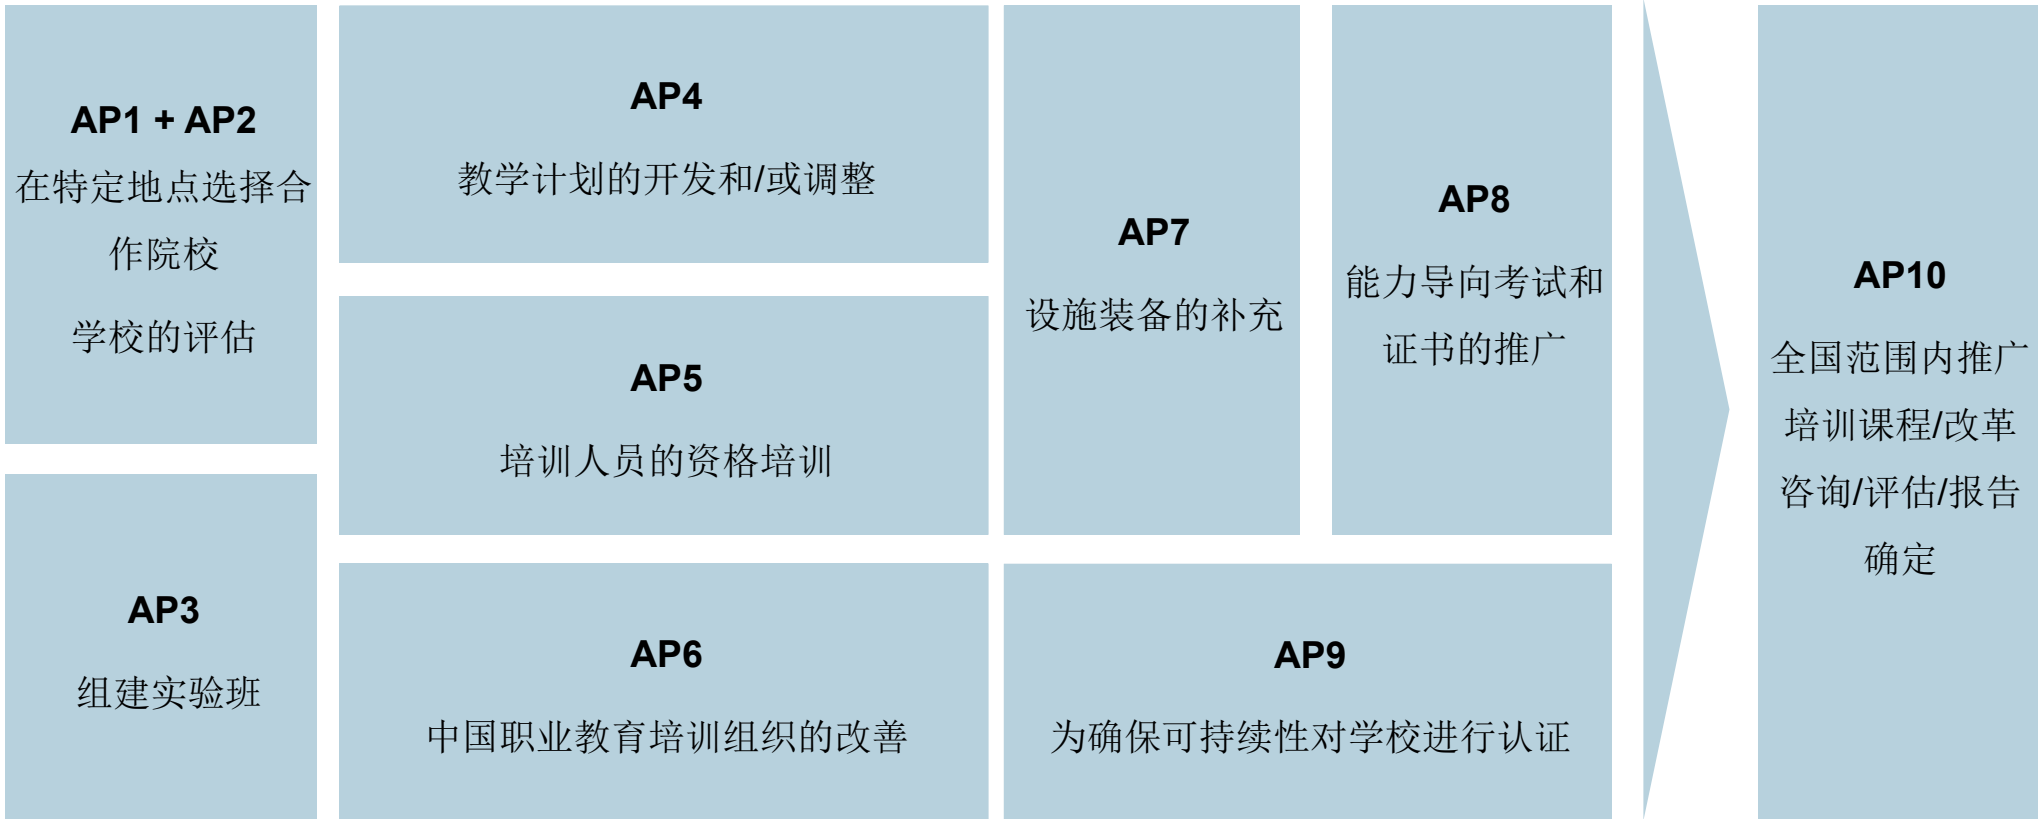 AP1 + AP2
在特定地点选择合
作院校
学校的评估
AP3
组建实验班
AP4
教学计划的开发和/或调整
AP5
培训人员的资格培训
AP6
中国职业教育培训组织的改善
AP7
设施装备的补充
AP8
能力导向考试和
证书的推广
AP9
为确保可持续性对学校进行认证
AP10
全国范围内推广
培训课程/改革
咨询/评估/报告
确定